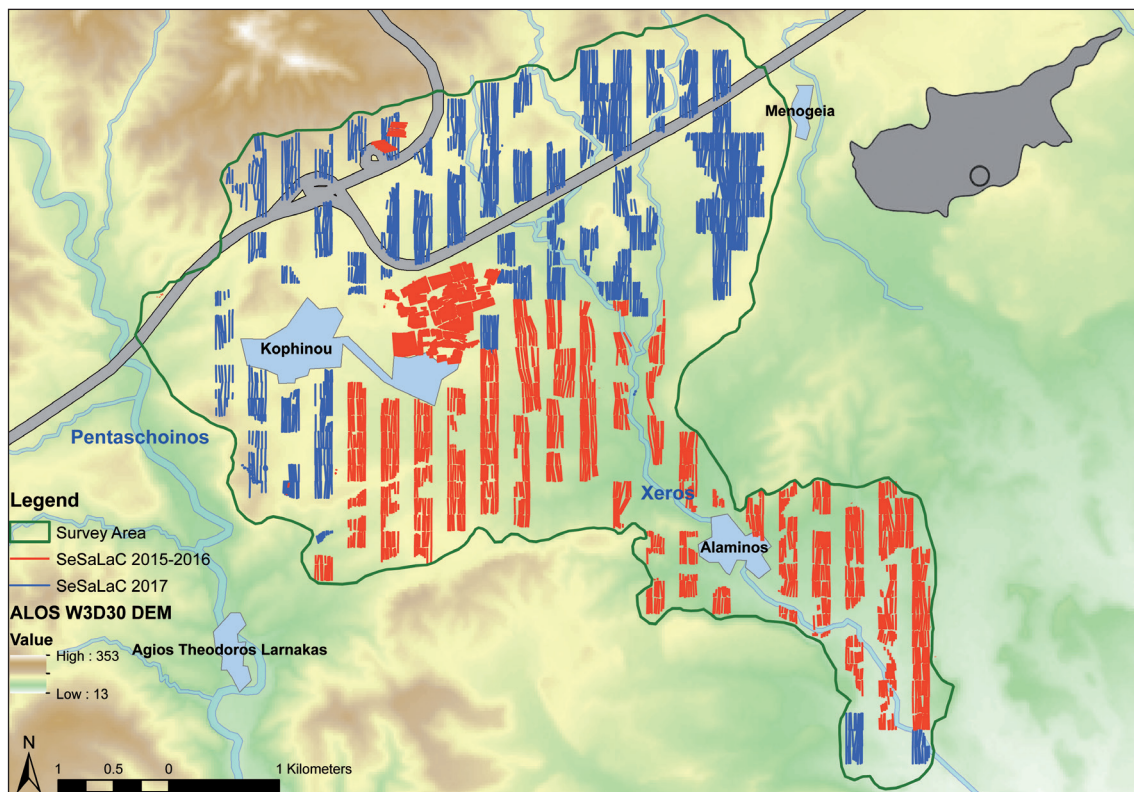 Menogeia
Kophinou
Pentaschoinos
Xeros
Alaminos
Legend
Survey Area
SeSaLaC 2015-2016
SeSaLaC 2017
ALOS W3D30 DEM
Value
High : 353
Low : 13
Agios Theodoros Larnakas
N
1 0.5 0 1 Kilometers